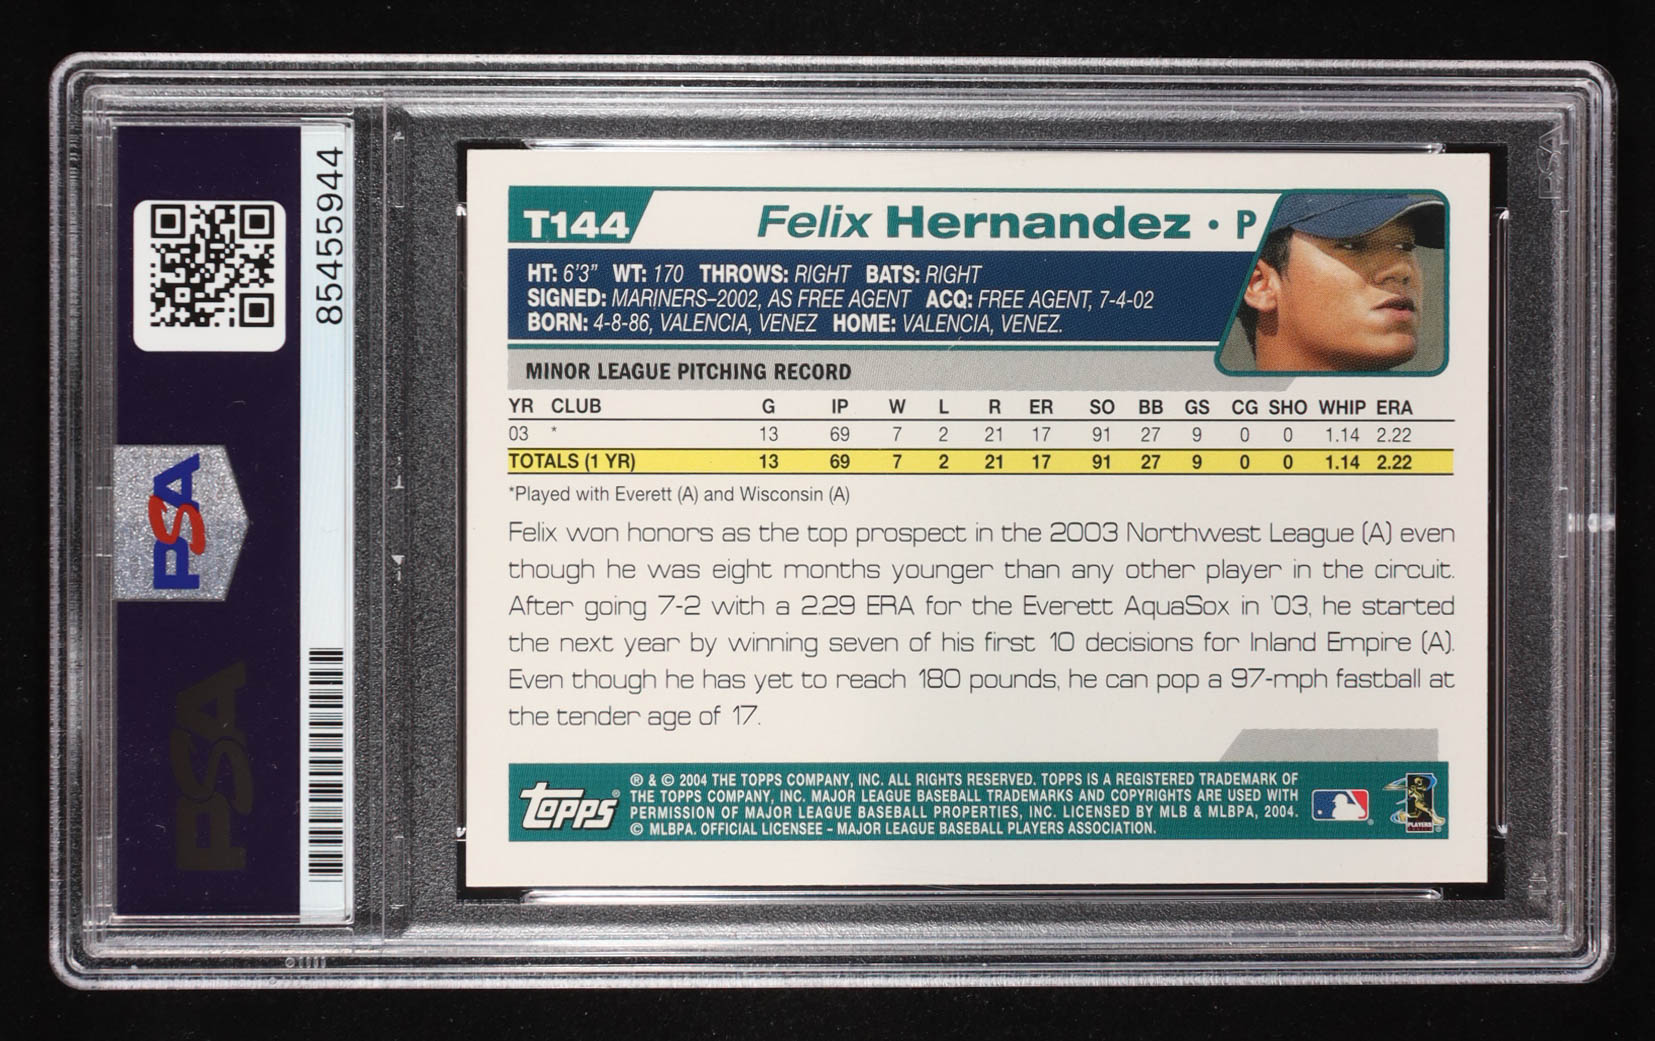 85455944
PSA
PSA
PSA
T144
Felix Hernandez • P
HT: 6'3" WT: 170 THROWS: RIGHT BATS: RIGHT
SIGNED: MARINERS–2002, AS FREE AGENT ACQ: FREE AGENT, 7-4-02
BORN: 4-8-86, VALENCIA, VENEZ HOME: VALENCIA, VENEZ.
MINOR LEAGUE PITCHING RECORD
YR CLUB G IP W L R ER SO BB GS CG SHO WHIP ERA
03 * 13 69 7 2 21 17 91 27 9 0 0 1.14 2.22
TOTALS (1 YR) 13 69 7 2 21 17 91 27 9 0 0 1.14 2.22
*Played with Everett (A) and Wisconsin (A)
Felix won honors as the top prospect in the 2003 Northwest League (A) even
though he was eight months younger than any other player in the circuit.
After going 7-2 with a 2.29 ERA for the Everett AquaSox in '03, he started
the next year by winning seven of his first 10 decisions for Inland Empire (A).
Even though he has yet to reach 180 pounds, he can pop a 97-mph fastball at
the tender age of 17.
Topps®
® & © 2004 THE TOPPS COMPANY, INC. ALL RIGHTS RESERVED. TOPPS IS A REGISTERED TRADEMARK OF
THE TOPPS COMPANY, INC. MAJOR LEAGUE BASEBALL TRADEMARKS AND COPYRIGHTS ARE USED WITH
PERMISSION OF MAJOR LEAGUE BASEBALL PROPERTIES, INC. LICENSED BY MLB & MLBPA, 2004.
© MLBPA. OFFICIAL LICENSEE – MAJOR LEAGUE BASEBALL PLAYERS ASSOCIATION.
PLAYERS